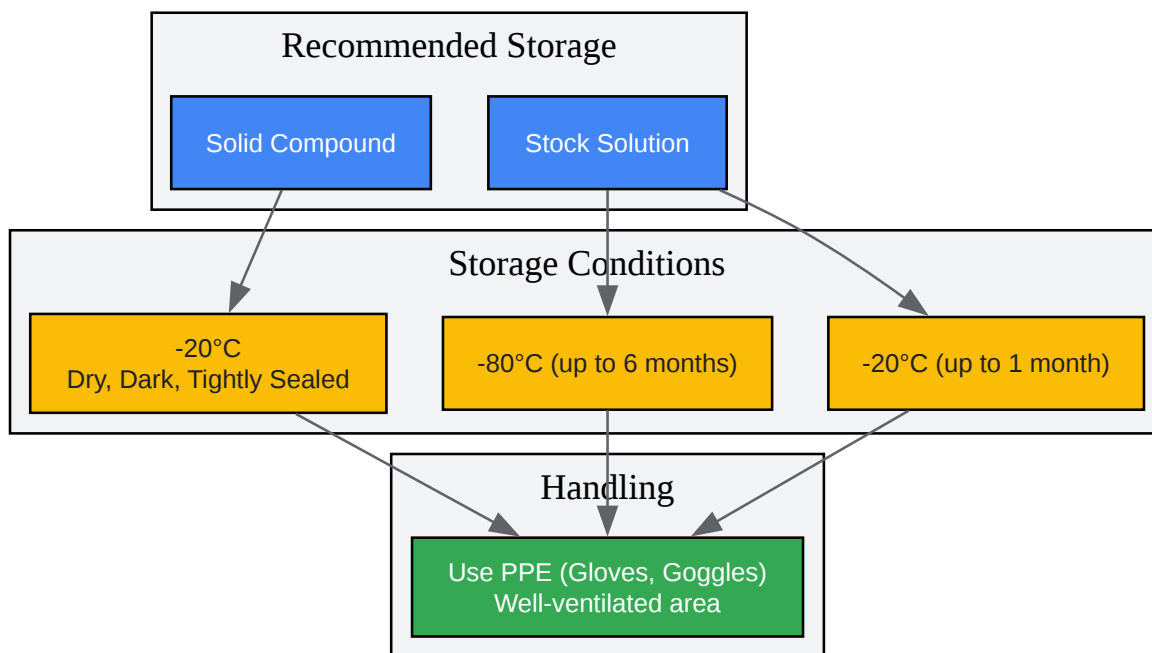 Recommended Storage
Solid Compound
Stock Solution
Storage Conditions
-20°C
Dry, Dark, Tightly Sealed
-80°C (up to 6 months)
-20°C (up to 1 month)
Handling
Use PPE (Gloves, Goggles)
Well-ventilated area